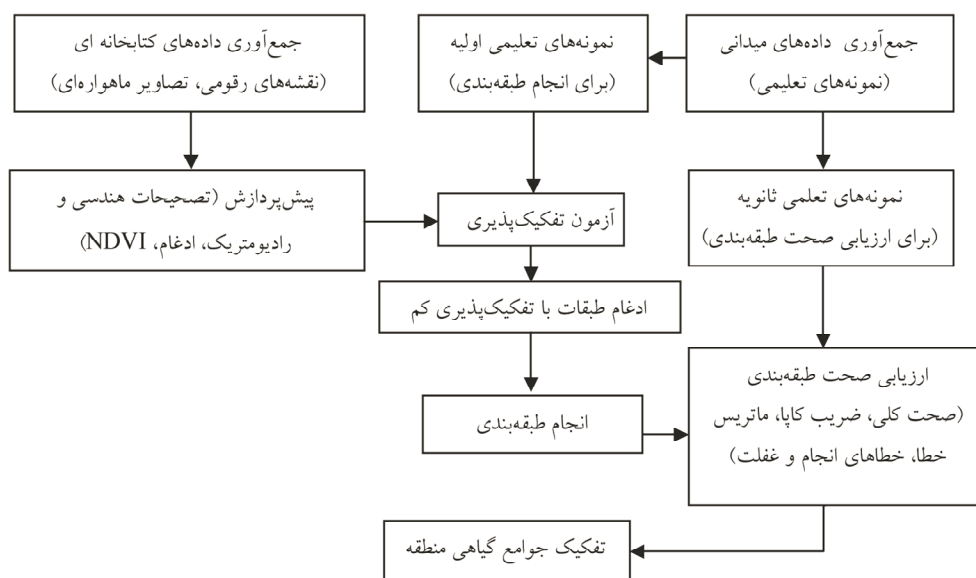 جمع‌آوری داده‌های میدانی
(نمونه‌های تعلیمی)
نمونه‌های تعلیمی اولیه
(برای انجام طبقه‌بندی)
جمع‌آوری داده‌های کتابخانه ای
(نقشه‌های رقومی، تصاویر ماهواره‌ای)
نمونه‌های تعلمی ثانویه
(برای ارزیابی صحت طبقه‌بندی)
آزمون تفکیک‌پذیری
پیش‌پردازش (تصحیحات هندسی و
رادیومتریک، ادغام، NDVI)
ادغام طبقات با تفکیک‌پذیری کم
ارزیابی صحت طبقه‌بندی
(صحت کلی، ضریب کاپا، ماتریس
خطا، خطاهای انجام و غفلت)
انجام طبقه‌بندی
تفکیک جوامع گیاهی منطقه